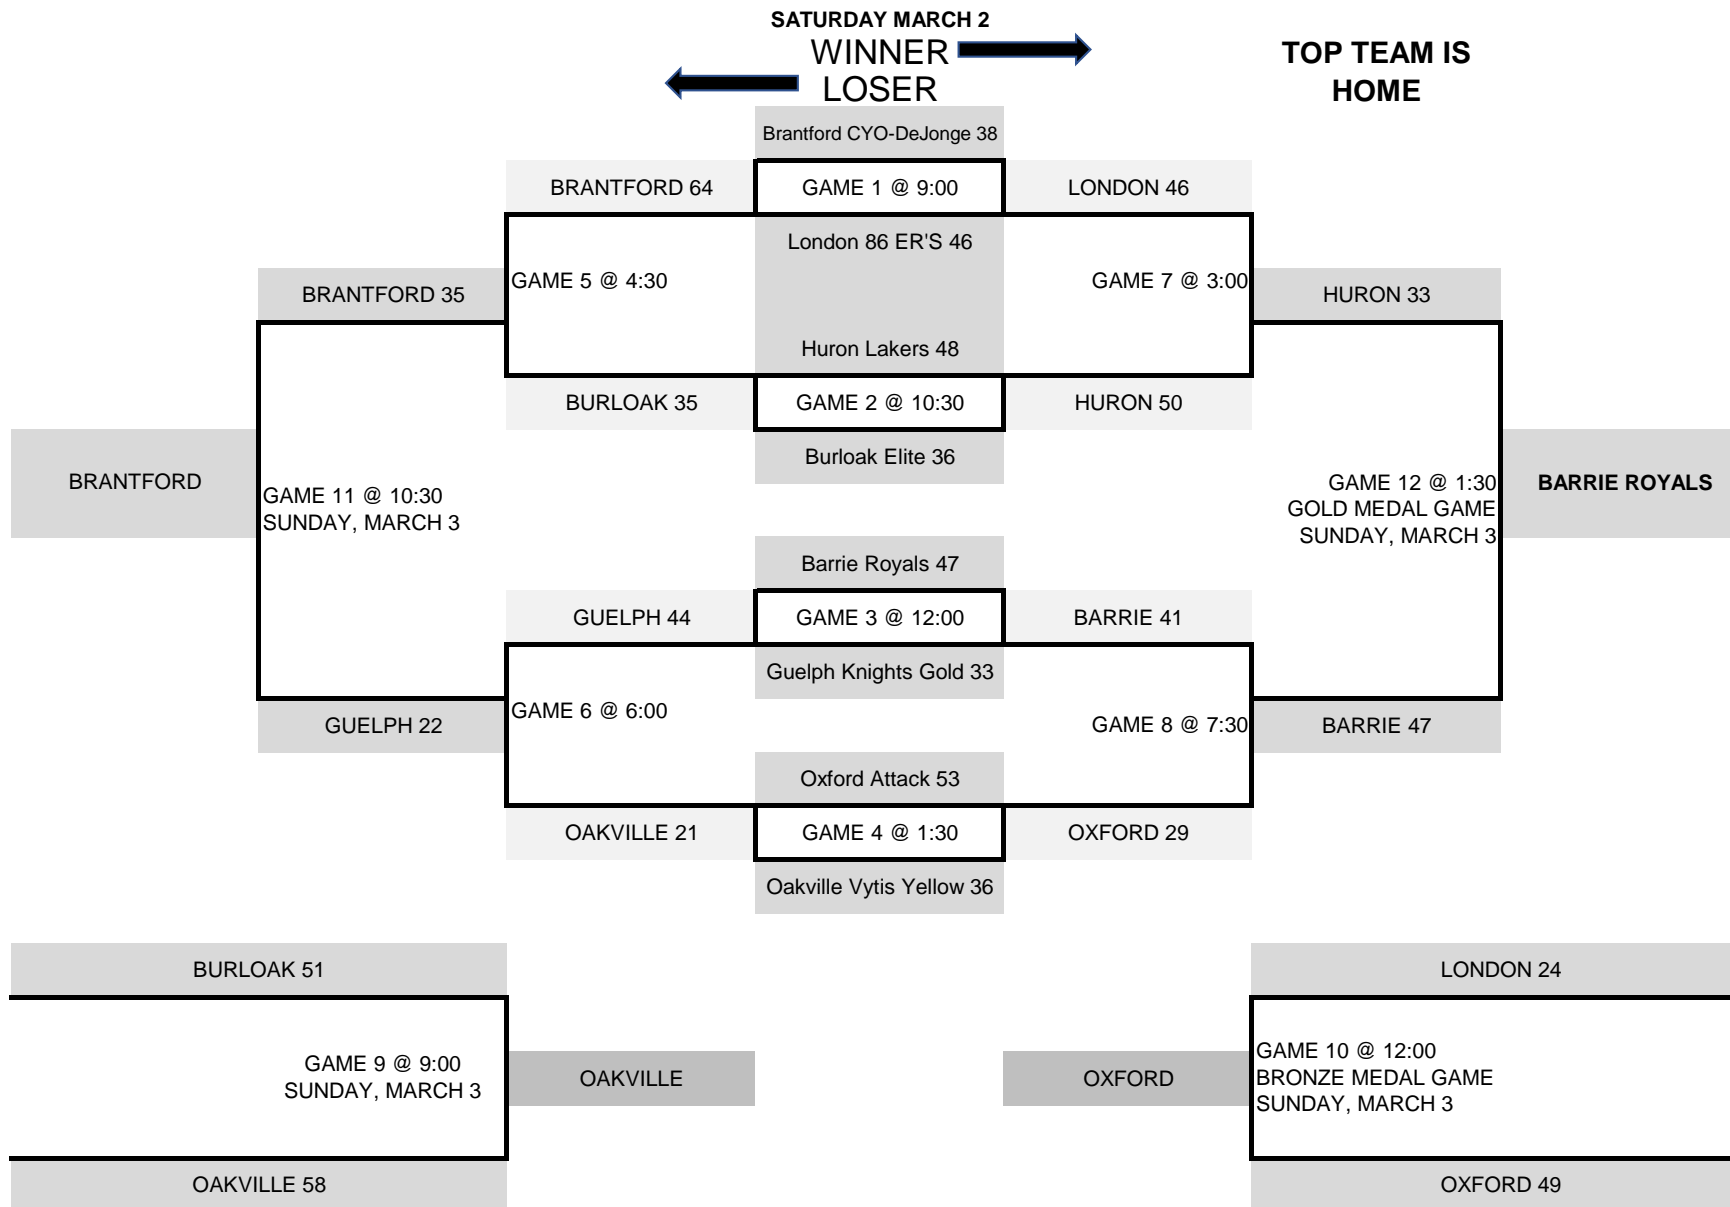 SATURDAY MARCH 2
WINNER
LOSER
TOP TEAM IS
HOME
Brantford CYO-DeJonge 38
BRANTFORD 64
GAME 1 @ 9:00
LONDON 46
London 86 ER'S 46
BRANTFORD 35
GAME 5 @ 4:30
GAME 7 @ 3:00
HURON 33
Huron Lakers 48
BURLOAK 35
GAME 2 @ 10:30
HURON 50
Burloak Elite 36
BRANTFORD
GAME 11 @ 10:30
SUNDAY, MARCH 3
GAME 12 @ 1:30
GOLD MEDAL GAME
SUNDAY, MARCH 3
BARRIE ROYALS
Barrie Royals 47
GUELPH 44
GAME 3 @ 12:00
BARRIE 41
Guelph Knights Gold 33
GUELPH 22
GAME 6 @ 6:00
GAME 8 @ 7:30
BARRIE 47
Oxford Attack 53
OAKVILLE 21
GAME 4 @ 1:30
OXFORD 29
Oakville Vytis Yellow 36
BURLOAK 51
LONDON 24
GAME 9 @ 9:00
SUNDAY, MARCH 3
OAKVILLE
OXFORD
GAME 10 @ 12:00
BRONZE MEDAL GAME
SUNDAY, MARCH 3
OAKVILLE 58
OXFORD 49